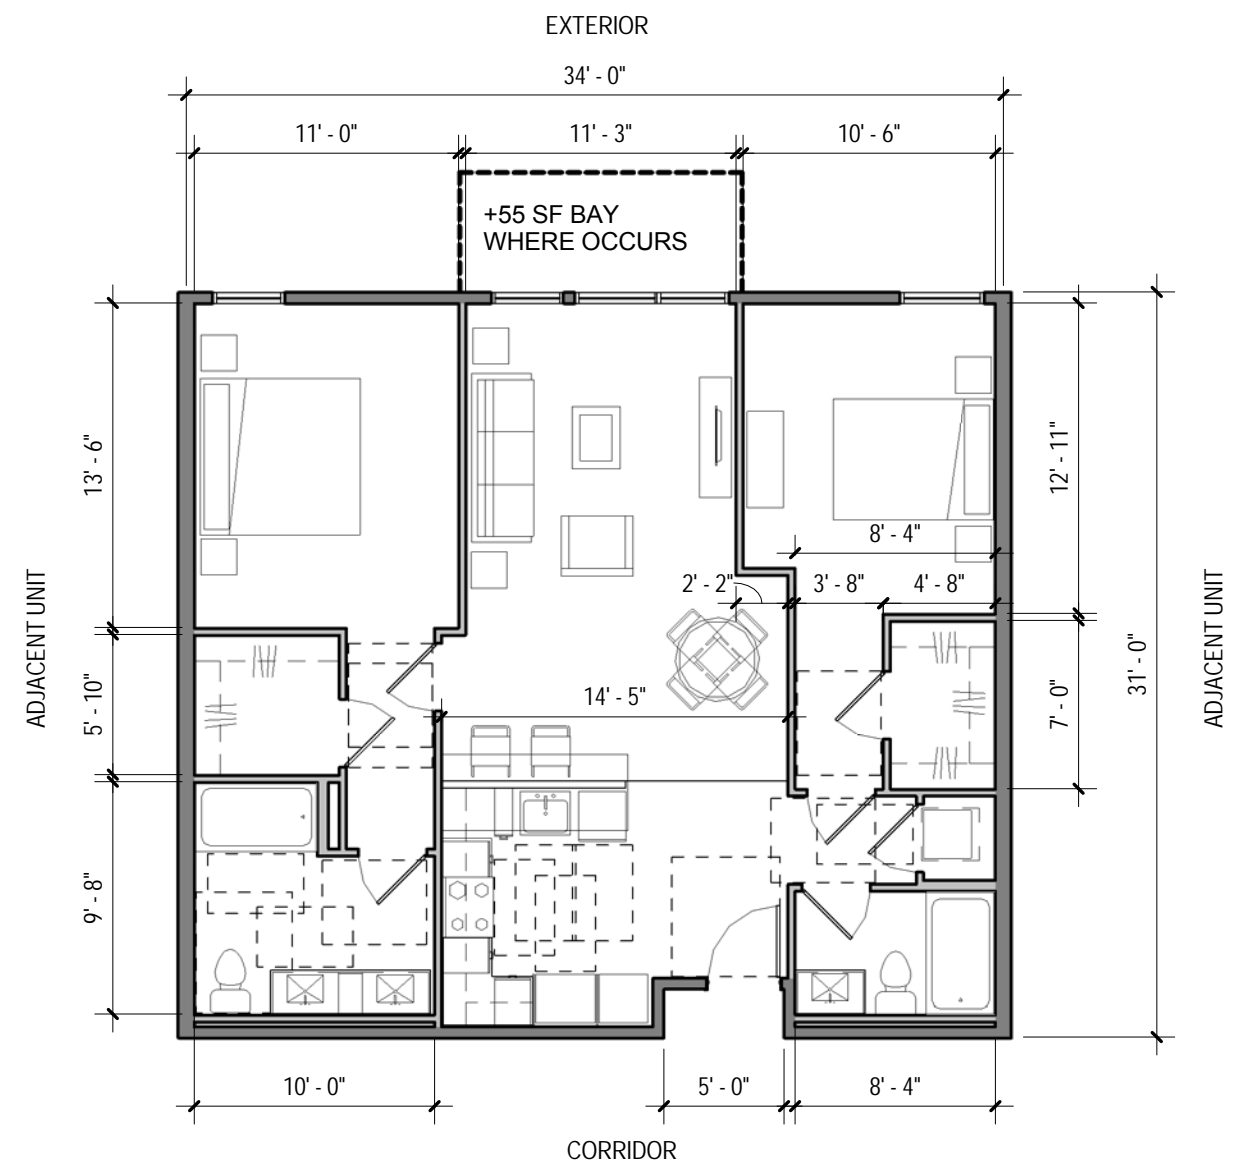 EXTERIOR
34' - 0"
11' - 0"
11' - 3"
10' - 6"
+55 SF BAY
WHERE OCCURS
13' - 6"
12' - 11"
8' - 4"
2' - 2"
3' - 8"
4' - 8"
ADJACENT UNIT
ADJACENT UNIT
31' - 0"
5' - 10"
14' - 5"
7' - 0"
9' - 8"
10' - 0"
5' - 0"
8' - 4"
CORRIDOR